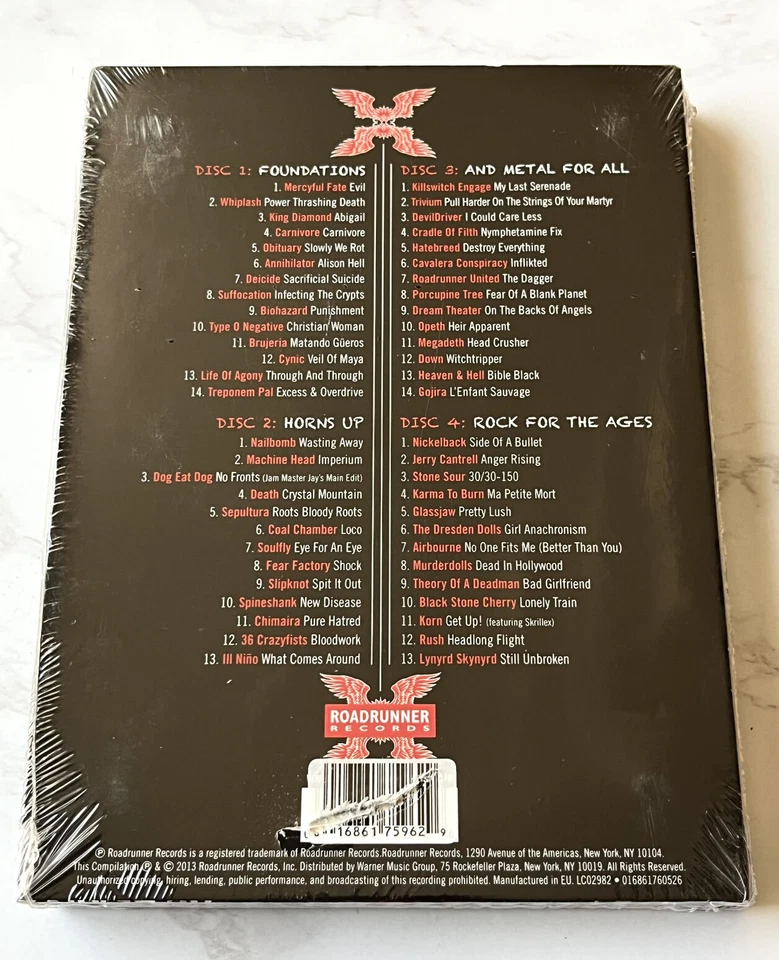 DISC 1: FOUNDATIONS
1. Mercyful Fate Evil
2. Whiplash Power Thrashing Death
3. King Diamond Abigail
4. Carnivore Carnivore
5. Obituary Slowly We Rot
6. Annihilator Alison Hell
7. Deicide Sacrificial Suicide
8. Suffocation Infecting The Crypts
9. Biohazard Punishment
10. Type O Negative Christian Woman
11. Brujeria Matando Güeros
12. Cynic Veil Of Maya
13. Life Of Agony Through And Through
14. Treponem Pal Excess & Overdrive
DISC 2: HORNS UP
1. Nailbomb Wasting Away
2. Machine Head Imperium
3. Dog Eat Dog No Fronts (Jam Master Jay's Main Edit)
4. Death Crystal Mountain
5. Sepultura Roots Bloody Roots
6. Coal Chamber Loco
7. Soulfly Eye For An Eye
8. Fear Factory Shock
9. Slipknot Spit It Out
10. Spineshank New Disease
11. Chimaira Pure Hatred
12. 36 Crazyfists Bloodwork
13. Ill Niño What Comes Around
DISC 3: AND METAL FOR ALL
1. Killswitch Engage My Last Serenade
2. Trivium Pull Harder On The Strings Of Your Martyr
3. DevilDriver I Could Care Less
4. Cradle Of Filth Nymphetamine Fix
5. Hatebreed Destroy Everything
6. Cavalera Conspiracy Inflikted
7. Roadrunner United The Dagger
8. Porcupine Tree Fear Of A Blank Planet
9. Dream Theater On The Backs Of Angels
10. Opeth Heir Apparent
11. Megadeth Head Crusher
12. Down Witchtripper
13. Heaven & Hell Bible Black
14. Gojira L'Enfant Sauvage
DISC 4: ROCK FOR THE AGES
1. Nickelback Side Of A Bullet
2. Jerry Cantrell Anger Rising
3. Stone Sour 30/30-150
4. Karma To Burn Ma Petite Mort
5. Glassjaw Pretty Lush
6. The Dresden Dolls Girl Anachronism
7. Airbourne No One Fits Me (Better Than You)
8. Murderdolls Dead In Hollywood
9. Theory Of A Deadman Bad Girlfriend
10. Black Stone Cherry Lonely Train
11. Korn Get Up! (featuring Skrillex)
12. Rush Headlong Flight
13. Lynyrd Skynyrd Still Unbroken
ROADRUNNER
RECORDS
16861 75962 9
℗ Roadrunner Records is a registered trademark of Roadrunner Records.Roadrunner Records, 1290 Avenue of the Americas, New York, NY 10104.
This Compilation ℗ & © 2013 Roadrunner Records, Inc. Distributed by Warner Music Group, 75 Rockefeller Plaza, New York, NY 10019. All Rights Reserved.
Unauthorized copying, hiring, lending, public performance, and broadcasting of this recording prohibited. Manufactured in EU. LC02982 • 016861760526